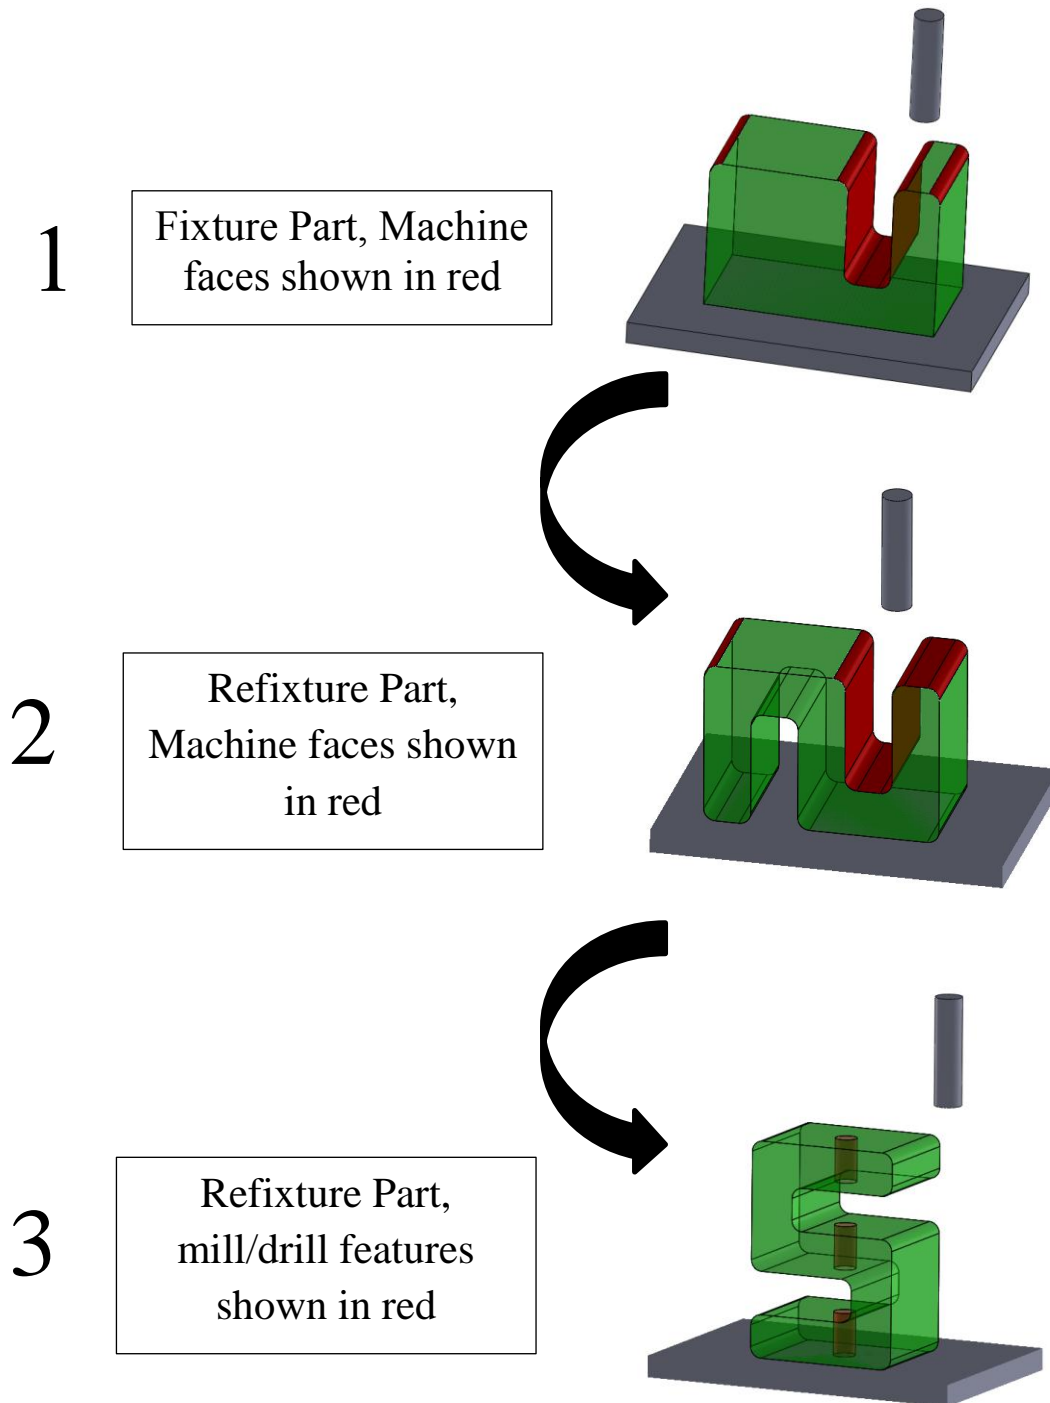 1
Fixture Part, Machine
faces shown in red
2
Refixture Part,
Machine faces shown
in red
3
Refixture Part,
mill/drill features
shown in red